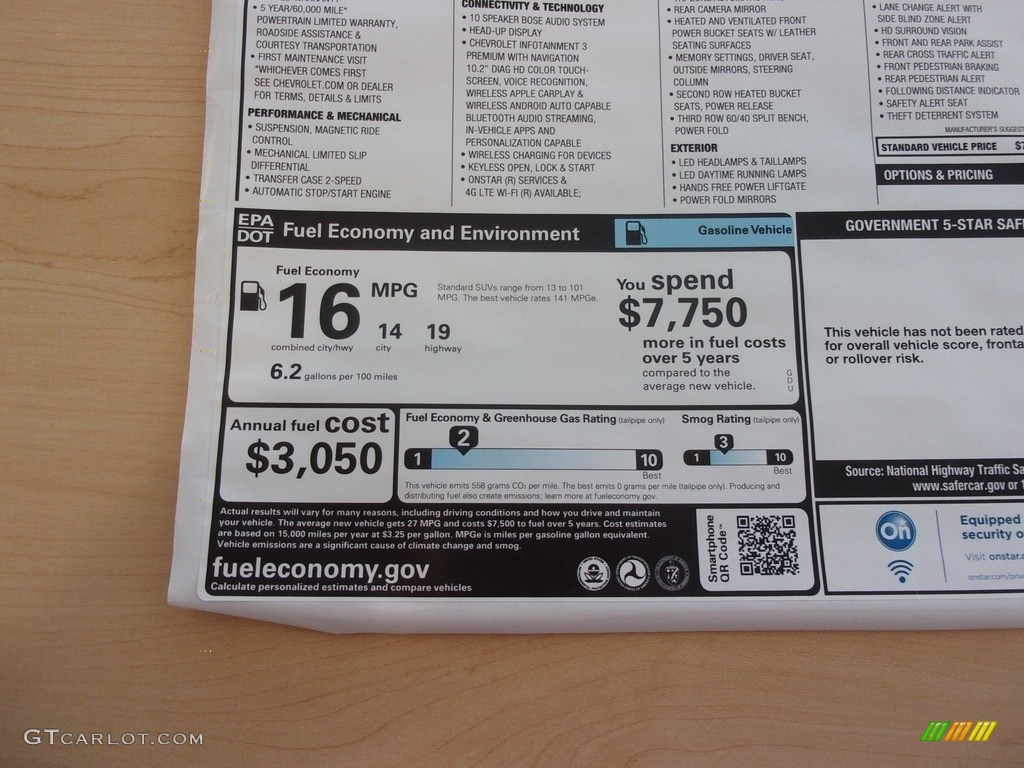 • 5 YEAR/60,000 MILE*
POWERTRAIN LIMITED WARRANTY,
ROADSIDE ASSISTANCE &
COURTESY TRANSPORTATION
• FIRST MAINTENANCE VISIT
*WHICHEVER COMES FIRST
SEE CHEVROLET.COM OR DEALER
FOR TERMS, DETAILS & LIMITS
PERFORMANCE & MECHANICAL
• SUSPENSION, MAGNETIC RIDE
CONTROL
• MECHANICAL LIMITED SLIP
DIFFERENTIAL
• TRANSFER CASE 2-SPEED
• AUTOMATIC STOP/START ENGINE
CONNECTIVITY & TECHNOLOGY
• 10 SPEAKER BOSE AUDIO SYSTEM
• HEAD-UP DISPLAY
• CHEVROLET INFOTAINMENT 3
PREMIUM WITH NAVIGATION
10.2" DIAG HD COLOR TOUCH-
SCREEN, VOICE RECOGNITION,
WIRELESS APPLE CARPLAY &
WIRELESS ANDROID AUTO CAPABLE
BLUETOOTH AUDIO STREAMING,
IN-VEHICLE APPS AND
PERSONALIZATION CAPABLE
• WIRELESS CHARGING FOR DEVICES
• KEYLESS OPEN, LOCK & START
• ONSTAR (R) SERVICES &
4G LTE WI-FI (R) AVAILABLE;
• REAR CAMERA MIRROR
• HEATED AND VENTILATED FRONT
POWER BUCKET SEATS W/ LEATHER
SEATING SURFACES
• MEMORY SETTINGS, DRIVER SEAT,
OUTSIDE MIRRORS, STEERING
COLUMN
• SECOND ROW HEATED BUCKET
SEATS, POWER RELEASE
• THIRD ROW 60/40 SPLIT BENCH,
POWER FOLD
EXTERIOR
• LED HEADLAMPS & TAILLAMPS
• LED DAYTIME RUNNING LAMPS
• HANDS FREE POWER LIFTGATE
• POWER FOLD MIRRORS
• LANE CHANGE ALERT WITH
SIDE BLIND ZONE ALERT
• HD SURROUND VISION
• FRONT AND REAR PARK ASSIST
• REAR CROSS TRAFFIC ALERT
• FRONT PEDESTRIAN BRAKING
• REAR PEDESTRIAN ALERT
• FOLLOWING DISTANCE INDICATOR
• SAFETY ALERT SEAT
• THEFT DETERRENT SYSTEM
MANUFACTURER'S SUGGEST
STANDARD VEHICLE PRICE $7
OPTIONS & PRICING
EPA
DOT Fuel Economy and Environment
Gasoline Vehicle
Fuel Economy
16 MPG
14 19
combined city/hwy city highway
6.2 gallons per 100 miles
Standard SUVs range from 13 to 101
MPG. The best vehicle rates 141 MPGe.
You spend
$7,750
more in fuel costs
over 5 years
compared to the
average new vehicle.
G
D
U
Annual fuel cost
$3,050
Fuel Economy & Greenhouse Gas Rating (tailpipe only)
2
1 10
Best
Smog Rating (tailpipe only)
3
1 10
Best
This vehicle emits 558 grams CO₂ per mile. The best emits 0 grams per mile (tailpipe only). Producing and
distributing fuel also create emissions; learn more at fueleconomy.gov.
Actual results will vary for many reasons, including driving conditions and how you drive and maintain
your vehicle. The average new vehicle gets 27 MPG and costs $7,500 to fuel over 5 years. Cost estimates
are based on 15,000 miles per year at $3.25 per gallon. MPGe is miles per gasoline gallon equivalent.
Vehicle emissions are a significant cause of climate change and smog.
fueleconomy.gov
Calculate personalized estimates and compare vehicles
Smartphone
QR Code™
GOVERNMENT 5-STAR SAF
This vehicle has not been rated
for overall vehicle score, fronta
or rollover risk.
Source: National Highway Traffic Sa
www.safercar.gov or 1
On
Equipped
security o
Visit onstar.c
onstar.com/priv
GTCARLOT.COM